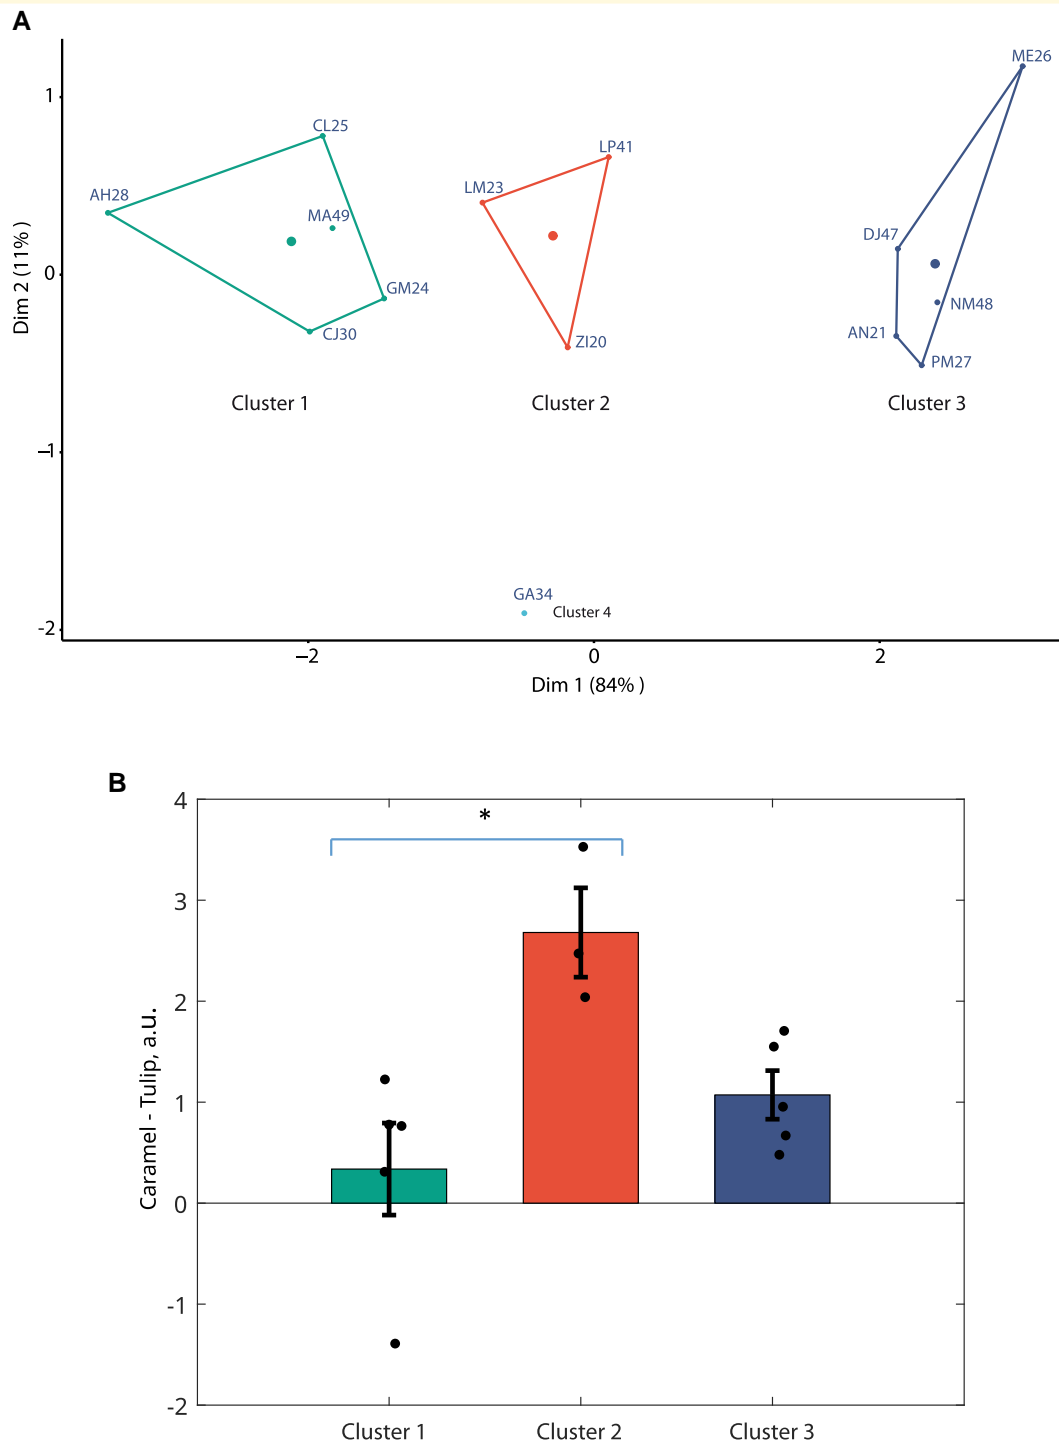 A
ME26
1
CL25
LP41
AH28
LM23
MA49
DJ47
0
GM24
NM48
CJ30
ZI20
AN21
PM27
Dim 2 (11% )
Cluster 1
Cluster 2
Cluster 3
−1
GA34
Cluster 4
-2
−2
0
2
Dim 1 (84% )
B
4
*
3
2
1
0
-1
-2
Caramel - Tulip, a.u.
Cluster 1
Cluster 2
Cluster 3